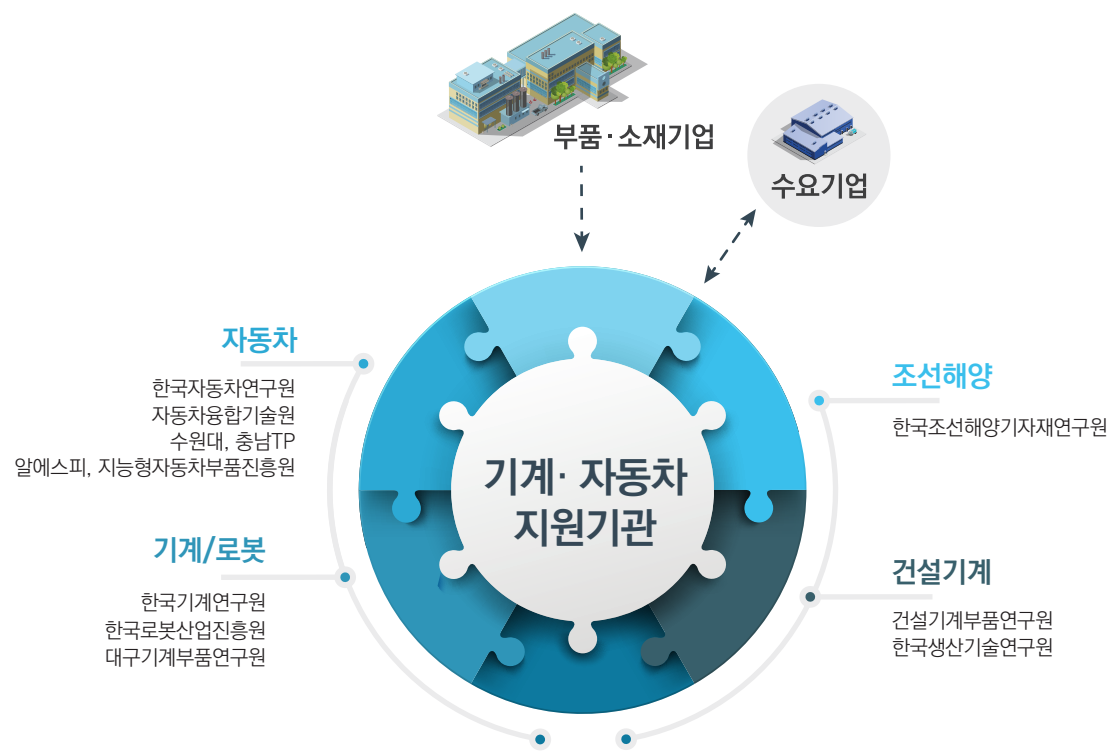 부품·소재기업
수요기업
자동차
한국자동차연구원
자동차융합기술원
수원대, 충남TP
알에스피, 지능형자동차부품진흥원
기계/로봇
한국기계연구원
한국로봇산업진흥원
대구기계부품연구원
기계· 자동차
지원기관
조선해양
한국조선해양기자재연구원
건설기계
건설기계부품연구원
한국생산기술연구원